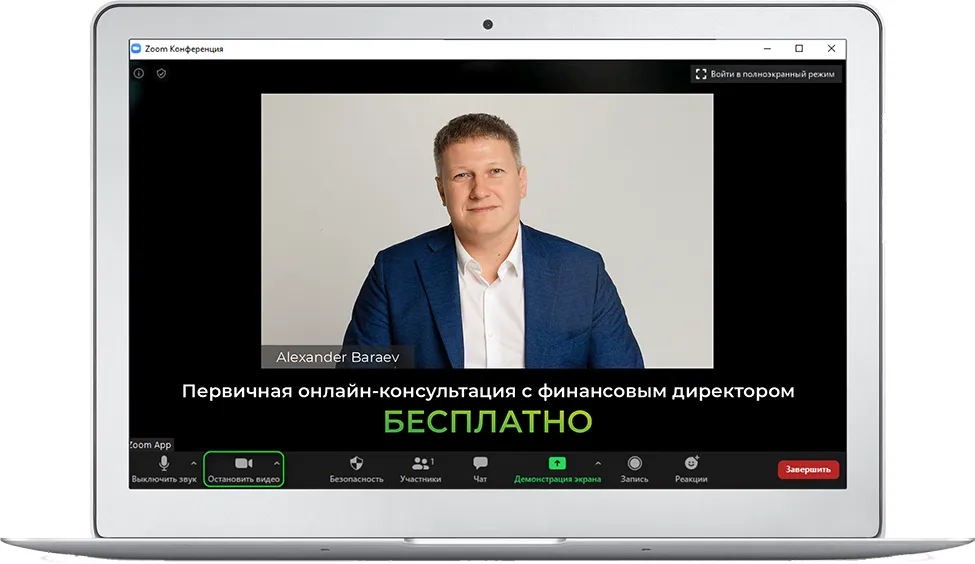 Zoom Конференция
Войти в полноэкранный режим
Alexander Baraev
Первичная онлайн-консультация с финансовым директором
БЕСПЛАТНО
Zoom App
Выключить звук
Остановить видео
Безопасность
Участники
1
Чат
Демонстрация экрана
Запись
Реакции
Завершить